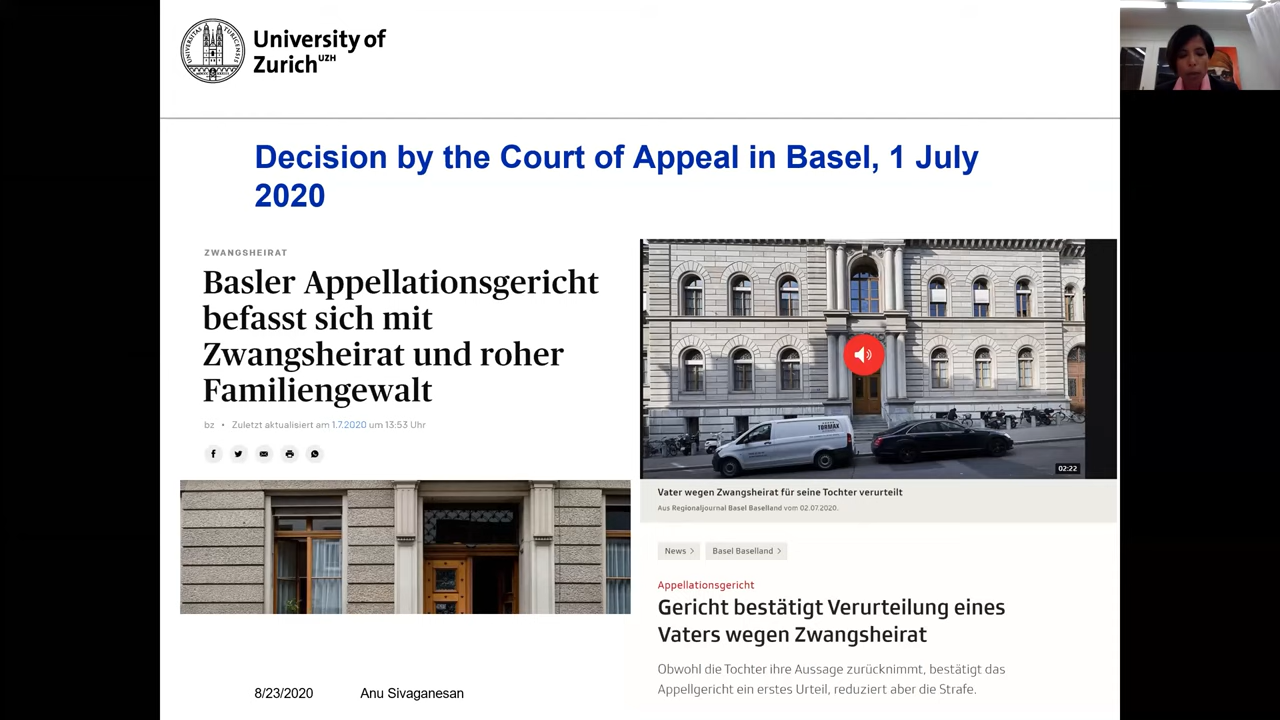 University of
Zurich UZH
Decision by the Court of Appeal in Basel, 1 July
2020
ZWANGSHEIRAT
Basler Appellationsgericht
befasst sich mit
Zwangsheirat und roher
Familiengewalt
bz • Zuletzt aktualisiert am 1.7.2020 um 13:53 Uhr
TORMAX
02:22
Vater wegen Zwangsheirat für seine Tochter verurteilt
Aus Regionaljournal Basel Baselland vom 02.07.2020.
News > Basel Baselland >
Appellationsgericht
Gericht bestätigt Verurteilung eines
Vaters wegen Zwangsheirat
Obwohl die Tochter ihre Aussage zurücknimmt, bestätigt das
Appellgericht ein erstes Urteil, reduziert aber die Strafe.
8/23/2020 Anu Sivaganesan